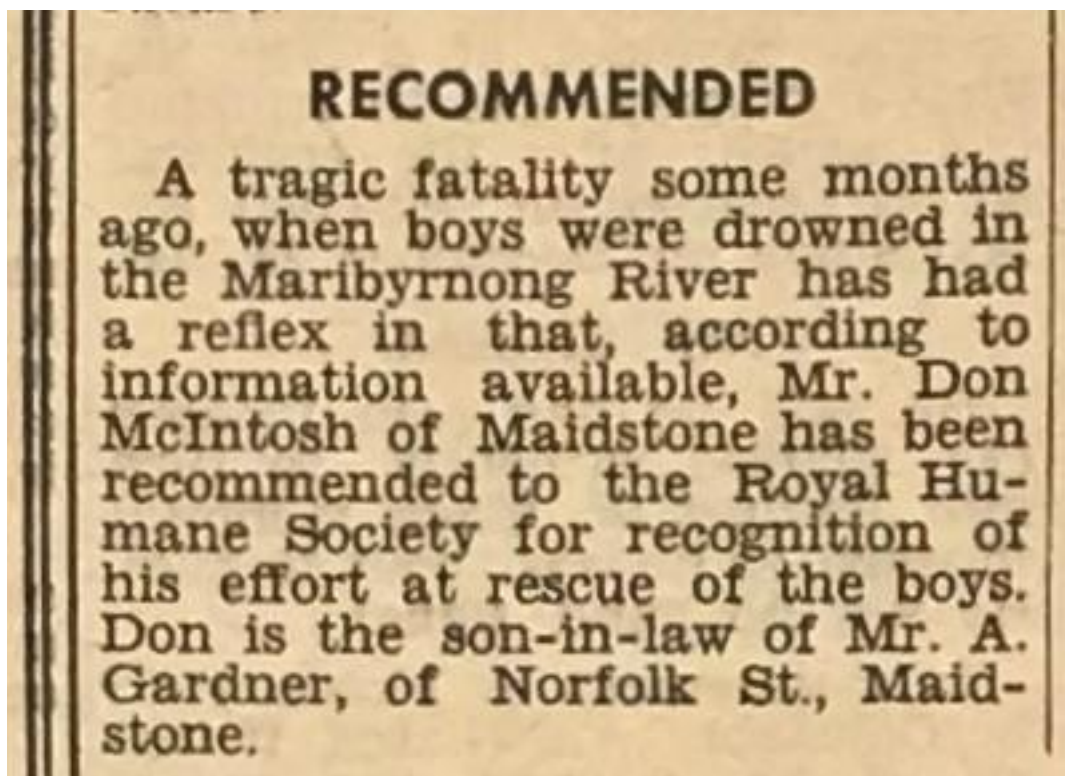 RECOMMENDED
A tragic fatality some months
ago, when boys were drowned in
the Maribyrnong River has had
a reflex in that, according to
information available, Mr. Don
McIntosh of Maidstone has been
recommended to the Royal Hu-
mane Society for recognition of
his effort at rescue of the boys.
Don is the son-in-law of Mr. A.
Gardner, of Norfolk St., Maid-
stone.